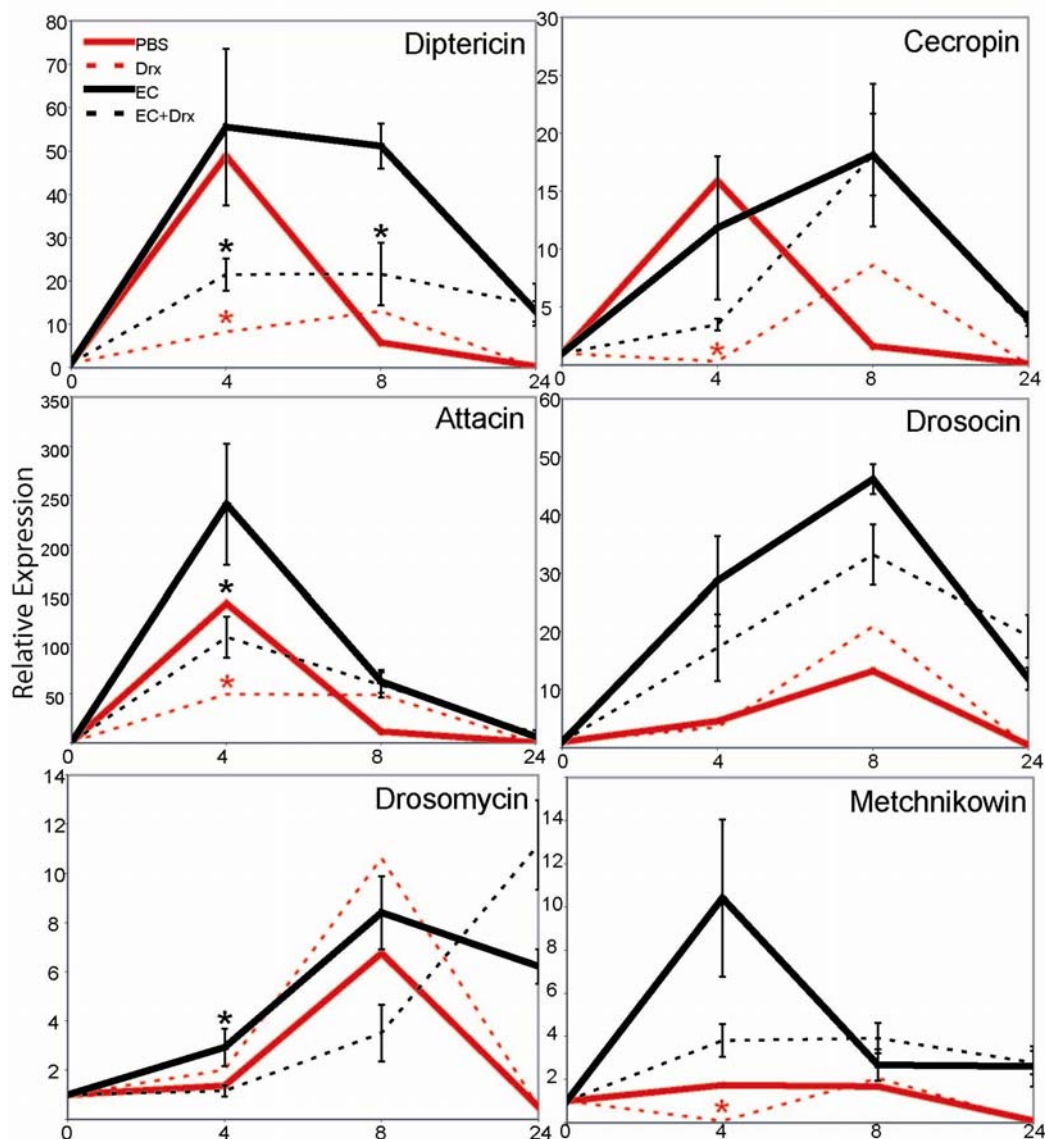 Diptericin
80
70
60
50
40
30
20
10
0
PBS
Drx
EC
EC+Drx
*
*
*
0 4 8 24
Cecropin
30
25
20
15
10
5
*
0 4 8 24
Relative Expression
Attacin
350
300
250
200
150
100
50
*
*
0 4 8 24
Drosocin
60
50
40
30
20
10
0 4 8 24
Drosomycin
14
12
10
8
6
4
2
*
0 4 8 24
Metchnikowin
14
12
10
8
6
4
2
*
0 4 8 24